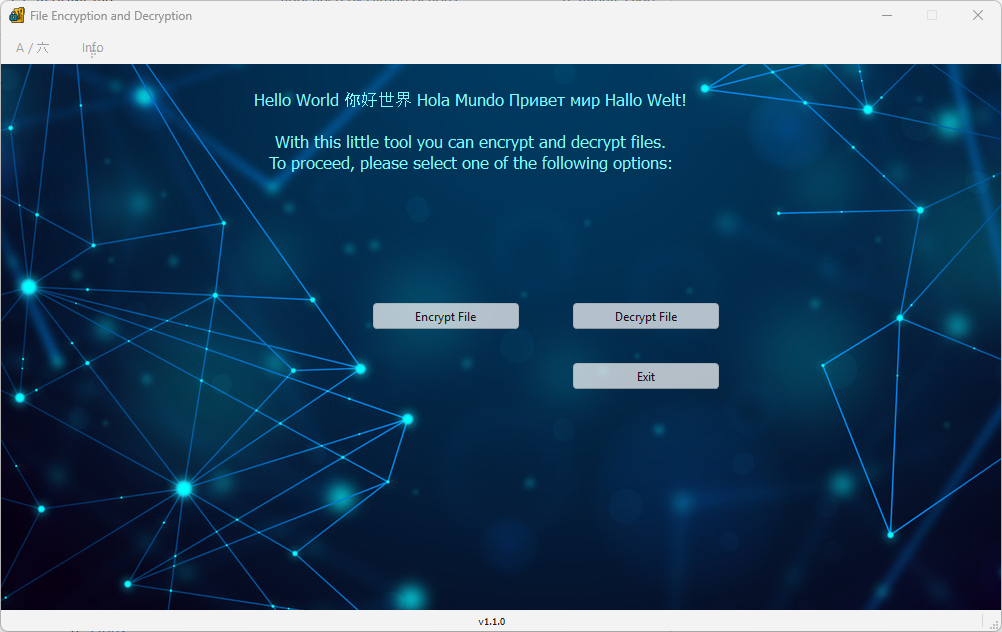 File Encryption and Decryption
A / 六 Info
Hello World 你好世界 Hola Mundo Привет мир Hallo Welt!
With this little tool you can encrypt and decrypt files.
To proceed, please select one of the following options:
Encrypt File Decrypt File
Exit
v1.1.0